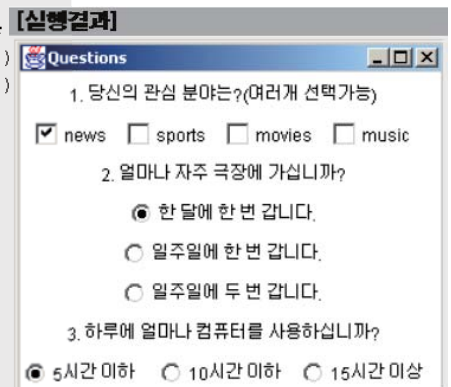 [실행결과]
)
)
Questions
1. 당신의 관심 분야는?(여러개 선택가능)
news sports movies music
2. 얼마나 자주 극장에 가십니까?
한 달에 한 번 갑니다.
일주일에 한 번 갑니다.
일주일에 두 번 갑니다.
3. 하루에 얼마나 컴퓨터를 사용하십니까?
5시간 이하 10시간 이하 15시간 이상